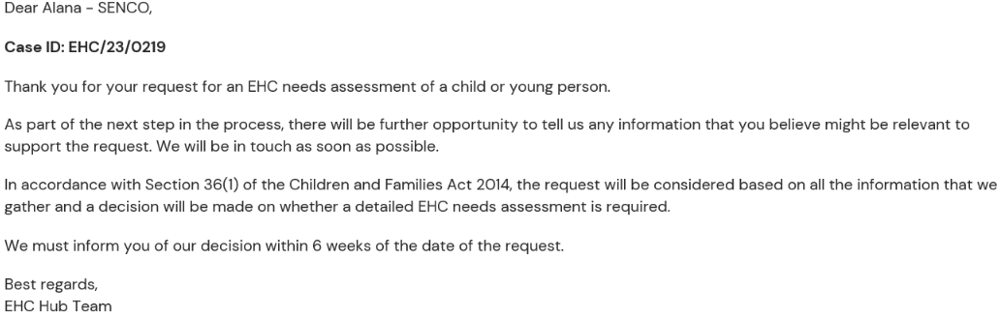 Dear Alana - SENCO,
Case ID: EHC/23/0219
Thank you for your request for an EHC needs assessment of a child or young person.
As part of the next step in the process, there will be further opportunity to tell us any information that you believe might be relevant to
support the request. We will be in touch as soon as possible.
In accordance with Section 36(1) of the Children and Families Act 2014, the request will be considered based on all the information that we
gather and a decision will be made on whether a detailed EHC needs assessment is required.
We must inform you of our decision within 6 weeks of the date of the request.
Best regards,
EHC Hub Team